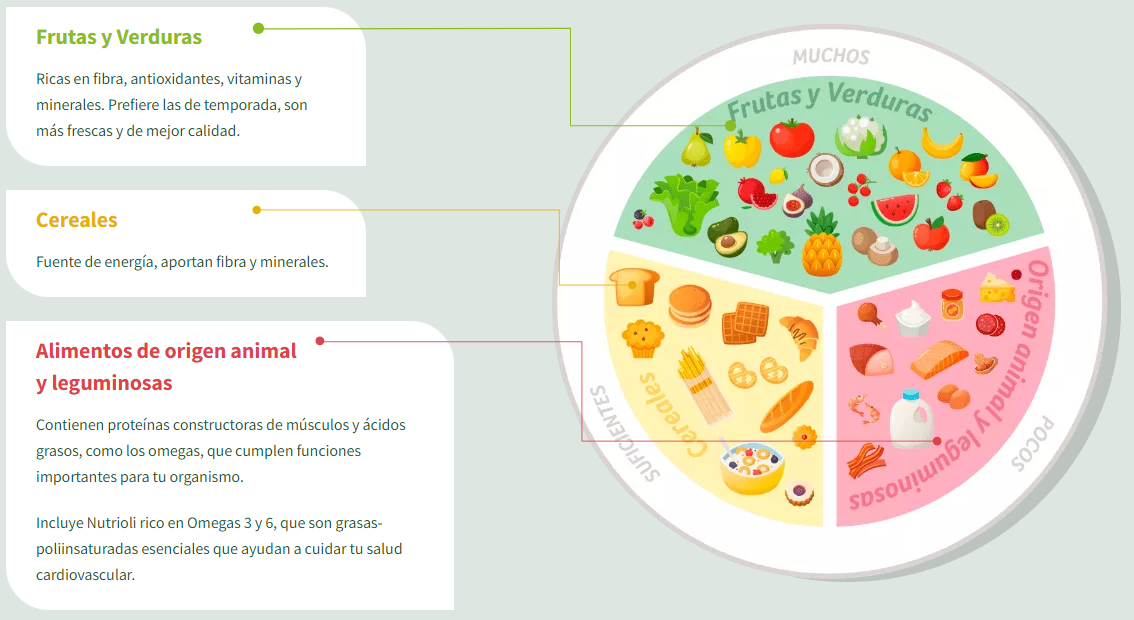 Frutas y Verduras
Ricas en fibra, antioxidantes, vitaminas y
minerales. Prefiere las de temporada, son
más frescas y de mejor calidad.
Cereales
Fuente de energía, aportan fibra y minerales.
Alimentos de origen animal
y leguminosas
Contienen proteínas constructoras de músculos y ácidos
grasos, como los omegas, que cumplen funciones
importantes para tu organismo.
Incluye Nutrioli rico en Omegas 3 y 6, que son grasas-
poliinsaturadas esenciales que ayudan a cuidar tu salud
cardiovascular.
MUCHOS
Frutas y Verduras
Cereales
SUFICIENTES
Origen animal y leguminosas
POCOS